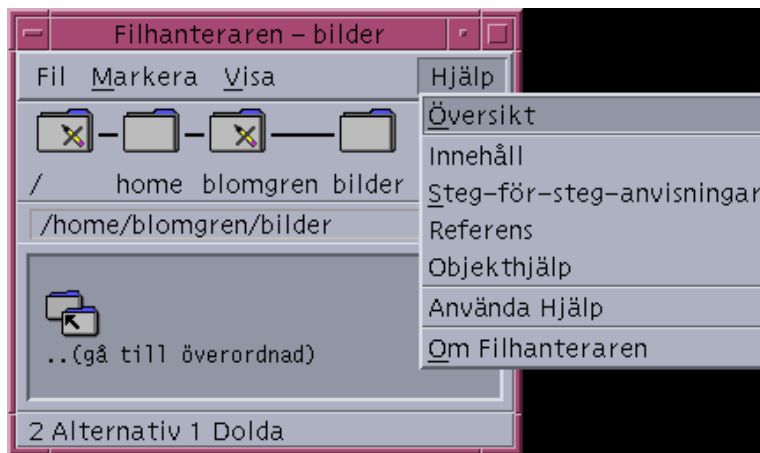 Filhanteraren – bilder
Fil Markera Visa Hjälp
/ home blomgren bilder
/home/blomgren/bilder
..(gå till överordnad)
2 Alternativ 1 Dolda
Översikt
Innehåll
Steg–för–steg–anvisningar
Referens
Objekthjälp
Använda Hjälp
Om Filhanteraren